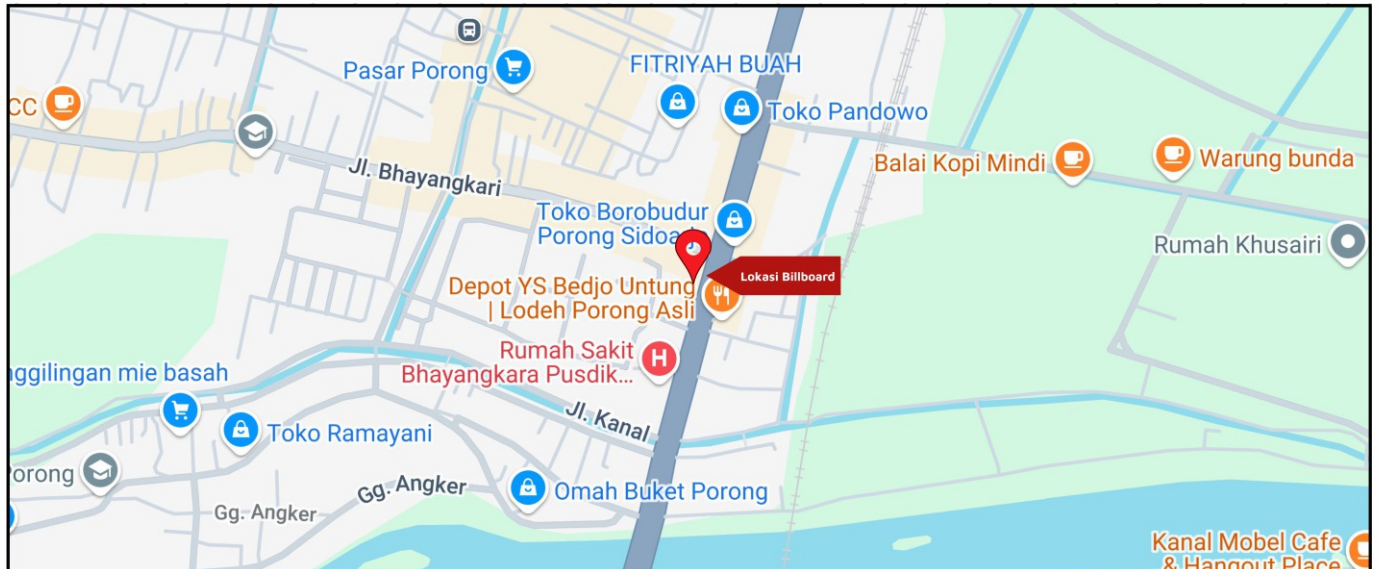 Pasar Porong
FITRIYAH BUAH
CC
Toko Pandowo
Jl. Bhayangkari
Balai Kopi Mindi
Warung bunda
Toko Borobudur
Porong
Rumah Khusairi
Lokasi Billboard
Depot YS Bedjo Untung
| Lodeh Porong Asli
H
Rumah Sakit
Bhayangkara Pusdik...
ggilingan mie basah
Jl. Kanal
Toko Ramayani
orong
Gg. Angker
Gg. Angker
Omah Buket Porong
Kanal Mobel Cafe
& Hangout Place